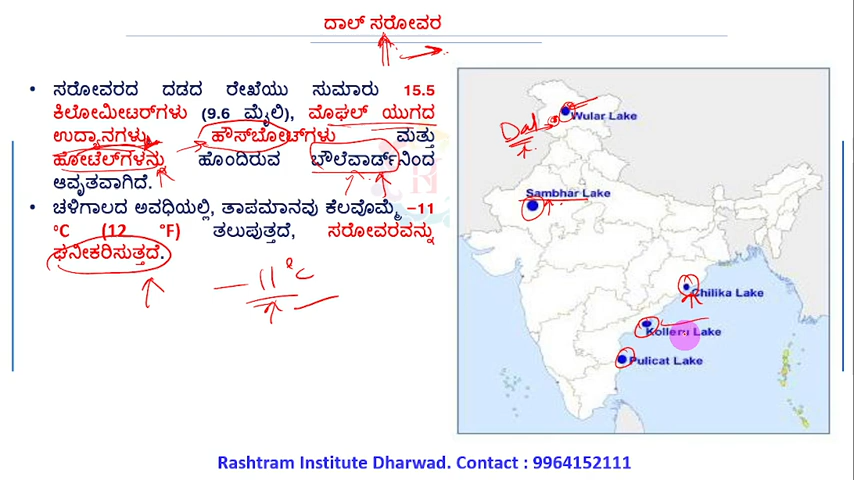 ದಾಲ್ ಸರೋವರ
• ಸರೋವರದ ದಡದ ರೇಖೆಯು ಸುಮಾರು 15.5
ಕಿಲೋಮೀಟರ್‌ಗಳು (9.6 ಮೈಲಿ), ಮೊಘಲ್ ಯುಗದ
ಉದ್ಯಾನಗಳು, ಹೌಸ್‌ಬೋಟ್‌ಗಳು ಮತ್ತು
ಹೋಟೆಲ್‌ಗಳನ್ನು ಹೊಂದಿರುವ ಬೌಲೆವಾರ್ಡ್‌ನಿಂದ
ಆವೃತವಾಗಿದೆ.
• ಚಳಿಗಾಲದ ಅವಧಿಯಲ್ಲಿ, ತಾಪಮಾನವು ಕೆಲವೊಮ್ಮೆ −11
°C (12 °F) ತಲುಪುತ್ತದೆ, ಸರೋವರವನ್ನು
ಘನೀಕರಿಸುತ್ತದೆ.
−11°C
Wular Lake
Dal
Sambhar Lake
Chilika Lake
Kolleru Lake
Pulicat Lake
Rashtram Institute Dharwad. Contact : 9964152111